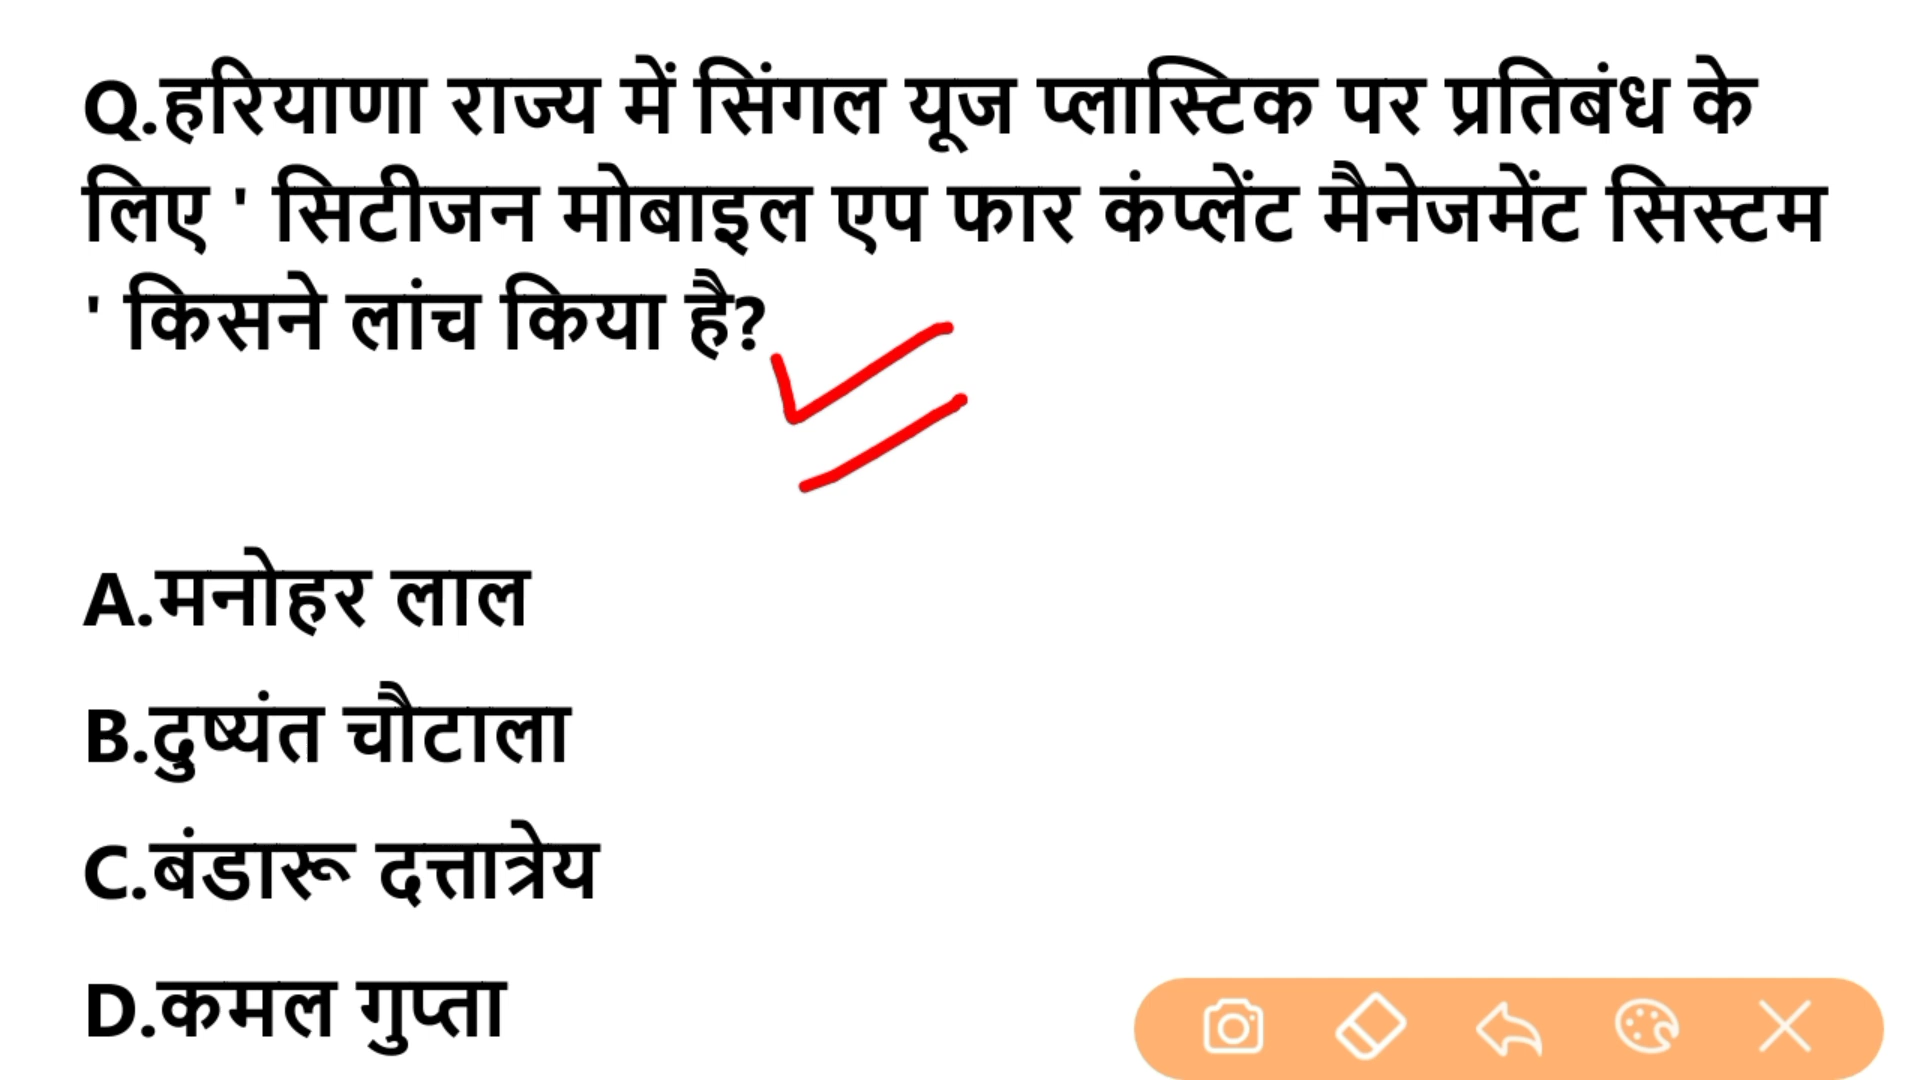 Q.हरियाणा राज्य में सिंगल यूज प्लास्टिक पर प्रतिबंध के
लिए ' सिटीजन मोबाइल एप फार कंप्लेंट मैनेजमेंट सिस्टम
' किसने लांच किया है?
A.मनोहर लाल
B.दुष्यंत चौटाला
C.बंडारू दत्तात्रेय
D.कमल गुप्ता